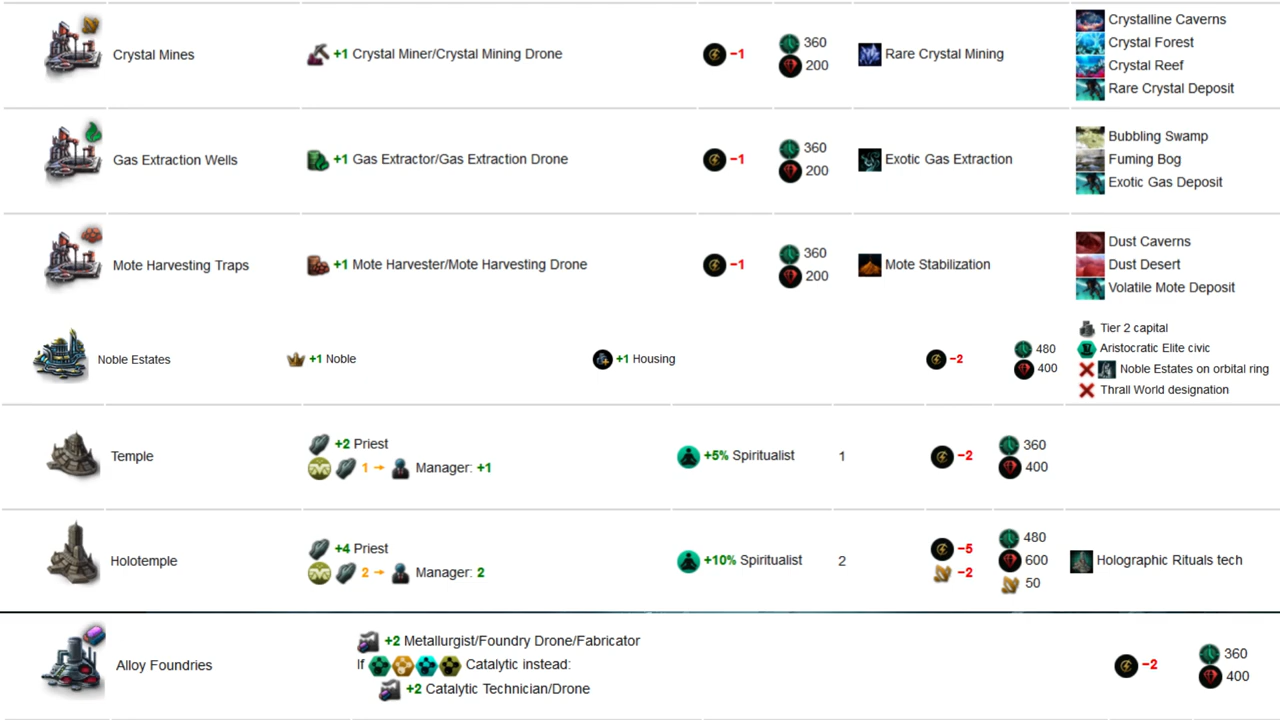 Crystal Mines
+1 Crystal Miner/Crystal Mining Drone
−1
360
200
Rare Crystal Mining
Crystalline Caverns
Crystal Forest
Crystal Reef
Rare Crystal Deposit
Gas Extraction Wells
+1 Gas Extractor/Gas Extraction Drone
−1
360
200
Exotic Gas Extraction
Bubbling Swamp
Fuming Bog
Exotic Gas Deposit
Mote Harvesting Traps
+1 Mote Harvester/Mote Harvesting Drone
−1
360
200
Mote Stabilization
Dust Caverns
Dust Desert
Volatile Mote Deposit
Noble Estates
+1 Noble
+1 Housing
−2
480
400
Tier 2 capital
Aristocratic Elite civic
Noble Estates on orbital ring
Thrall World designation
Temple
+2 Priest
1 → Manager: +1
+5% Spiritualist
1
−2
360
400
Holotemple
+4 Priest
2 → Manager: 2
+10% Spiritualist
2
−5
−2
480
600
50
Holographic Rituals tech
Alloy Foundries
+2 Metallurgist/Foundry Drone/Fabricator
If Catalytic instead:
+2 Catalytic Technician/Drone
−2
360
400